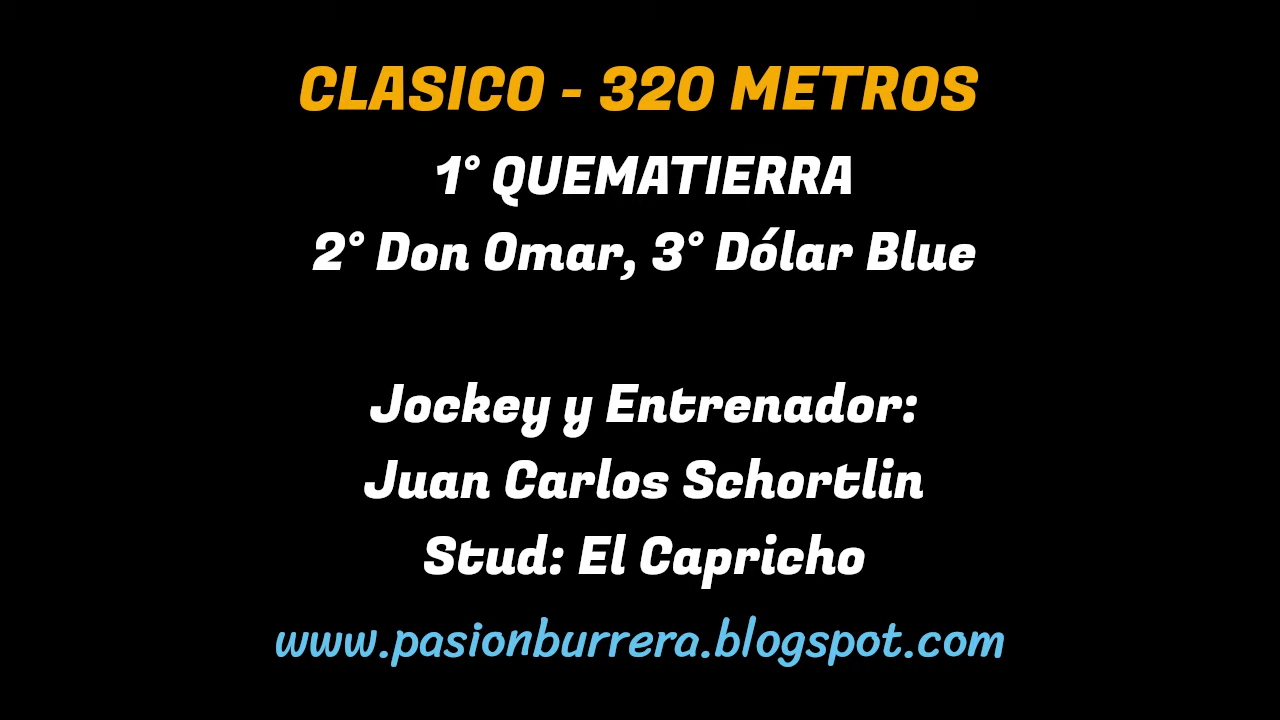 CLASICO - 320 METROS
1° QUEMATIERRA
2° Don Omar, 3° Dólar Blue
Jockey y Entrenador:
Juan Carlos Schortlin
Stud: El Capricho
www.pasionburrera.blogspot.com